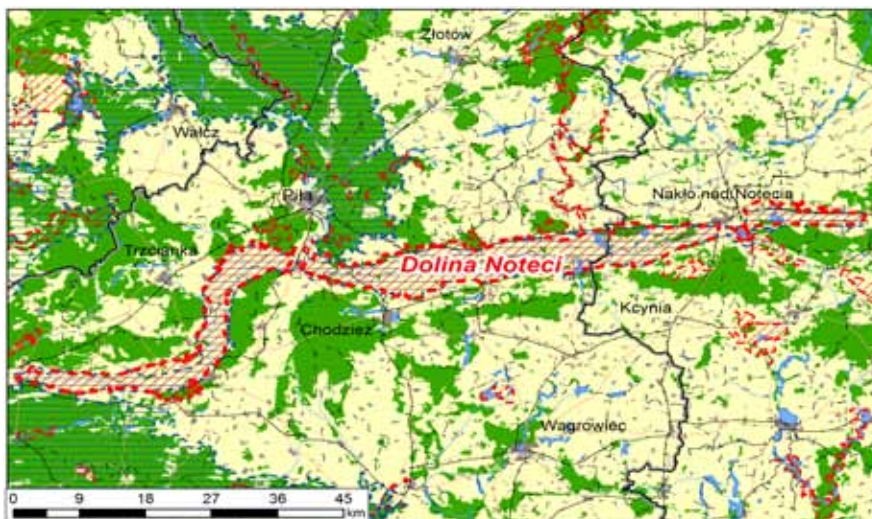 Złotów
Wałcz
Piła
Nakło nad Notecią
Trzcianka
Dolina Noteci
Kcynia
Chodzież
Wągrowiec
0 9 18 27 36 45
km